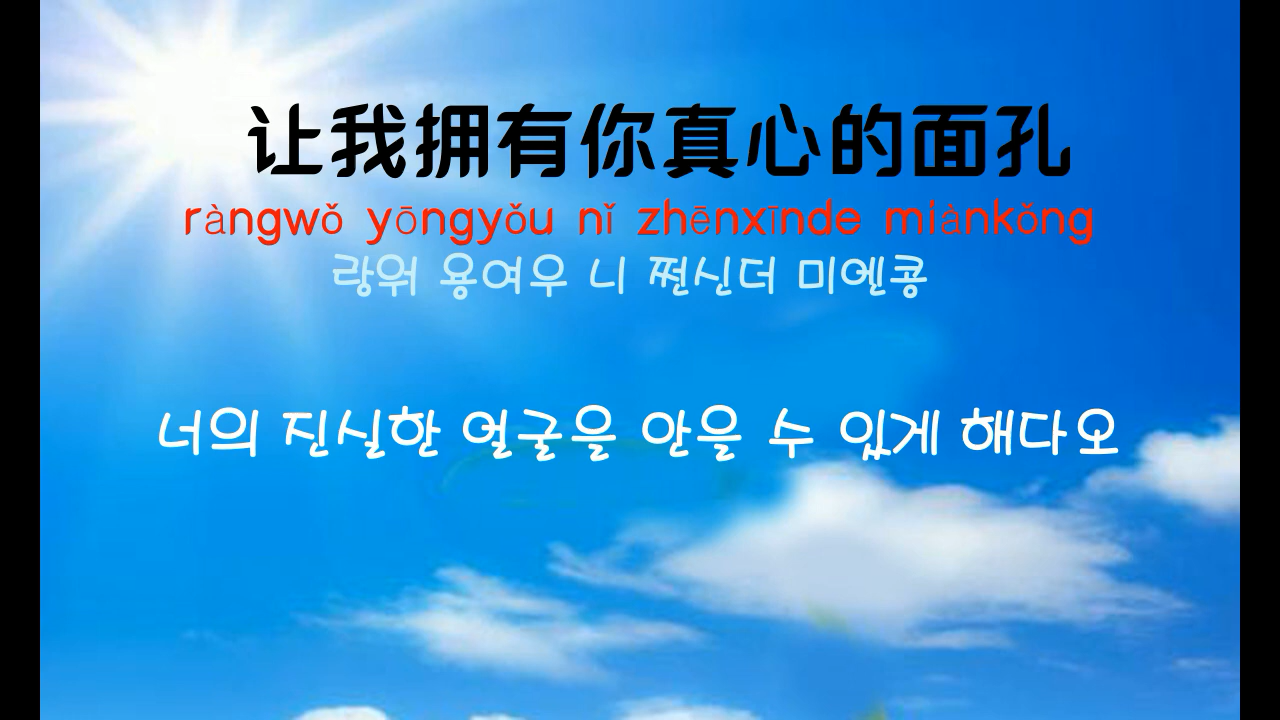 让我拥有你真心的面孔
ràngwǒ yōngyǒu nǐ zhēnxīnde miànkǒng
랑워 용여우 니 쩐신더 미엔콩
너의 진실한 얼굴을 안을 수 있게 해다오